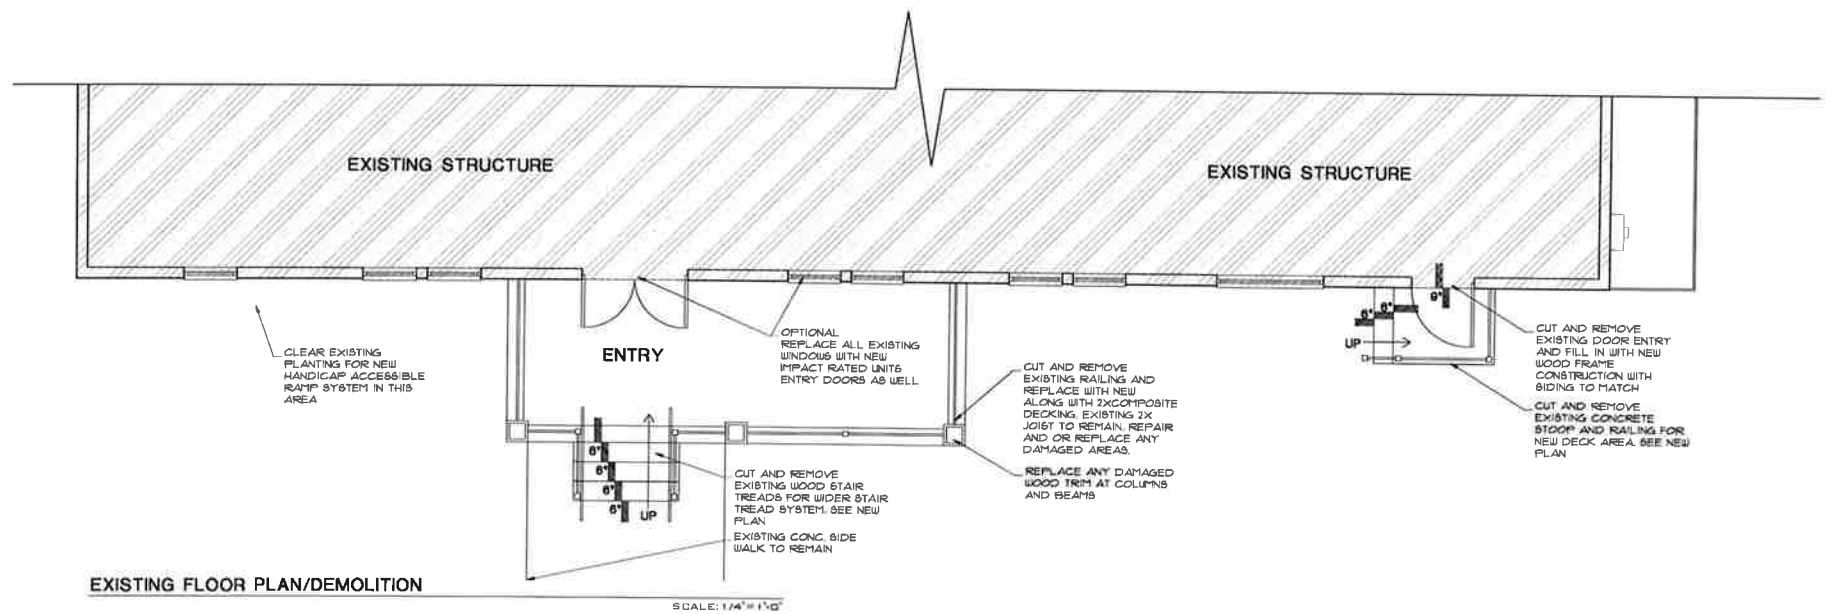 EXISTING STRUCTURE
EXISTING STRUCTURE
CLEAR EXISTING
PLANTING FOR NEW
HANDICAP ACCESSIBLE
RAMP SYSTEM IN THIS
AREA
ENTRY
OPTIONAL
REPLACE ALL EXISTING
WINDOWS WITH NEW
IMPACT RATED UNITS
ENTRY DOORS AS WELL
CUT AND REMOVE
EXISTING RAILING AND
REPLACE WITH NEW
ALONG WITH 2XCOMPOSITE
DECKING. EXISTING 2X
JOIST TO REMAIN. REPAIR
AND OR REPLACE ANY
DAMAGED AREAS.
REPLACE ANY DAMAGED
WOOD TRIM AT COLUMNS
AND BEAMS
6"
6"
9"
UP
CUT AND REMOVE
EXISTING DOOR ENTRY
AND FILL IN WITH NEW
WOOD FRAME
CONSTRUCTION WITH
SIDING TO MATCH
CUT AND REMOVE
EXISTING CONCRETE
STOOP AND RAILING FOR
NEW DECK AREA. SEE NEW
PLAN
6"
6"
6"
6"
UP
CUT AND REMOVE
EXISTING WOOD STAIR
TREADS FOR WIDER STAIR
TREAD SYSTEM. SEE NEW
PLAN
EXISTING CONC. SIDE
WALK TO REMAIN
EXISTING FLOOR PLAN/DEMOLITION
SCALE: 1/4"=1'-0"